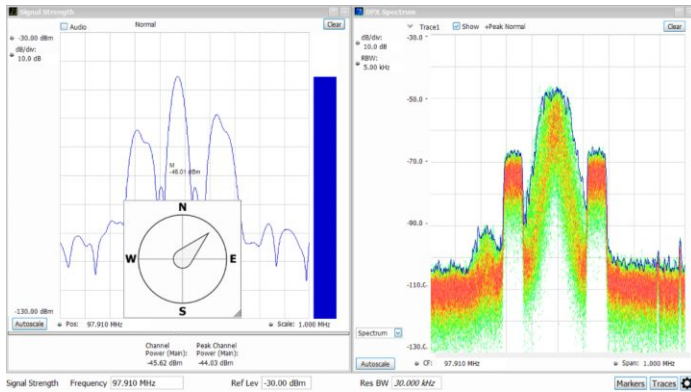 Signal Strength
Audio
Normal
Clear
-30.00 dBm
dB/div:
10.0 dB
M
-46.01 dBm
N
W
E
S
-130.00 dBm
Autoscale
Pos: 97.910 MHz
Scale: 1.000 MHz
Channel Power (Main): -45.62 dBm
Peak Channel Power (Main): -44.03 dBm
DPX Spectrum
Trace1
Show
+Peak Normal
Clear
dB/div:
10.0 dB
RBW:
5.00 kHz
-30.0
-50.0
-70.0
-90.0
-110.0
-130.0
Spectrum
Autoscale
CF: 97.910 MHz
Span: 1.000 MHz
Signal Strength Frequency 97.910 MHz Ref Lev -30.00 dBm Res BW 30.000 kHz Markers Traces